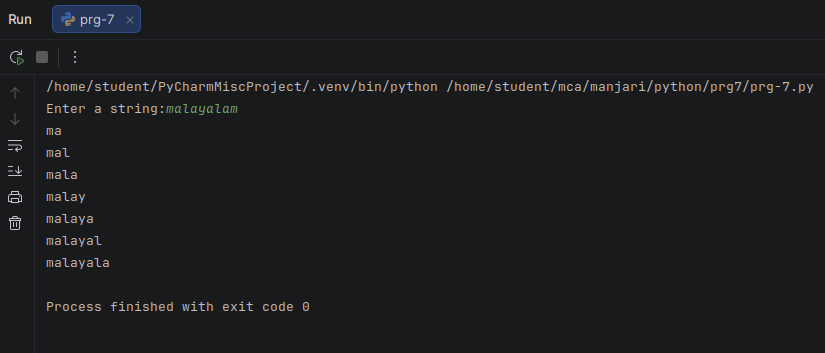 Run prg-7
/home/student/PyCharmMiscProject/.venv/bin/python /home/student/mca/manjari/python/prg7/prg-7.py
Enter a string:malayalam
ma
mal
mala
malay
malaya
malayal
malayala
Process finished with exit code 0